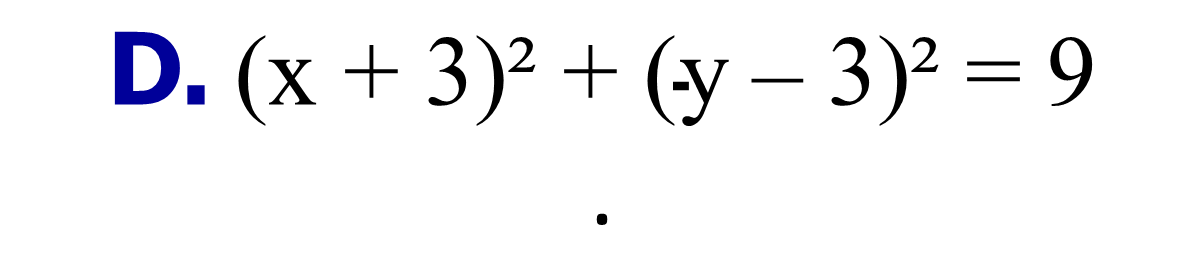 D. (x + 3)² + (-y – 3)² = 9
.